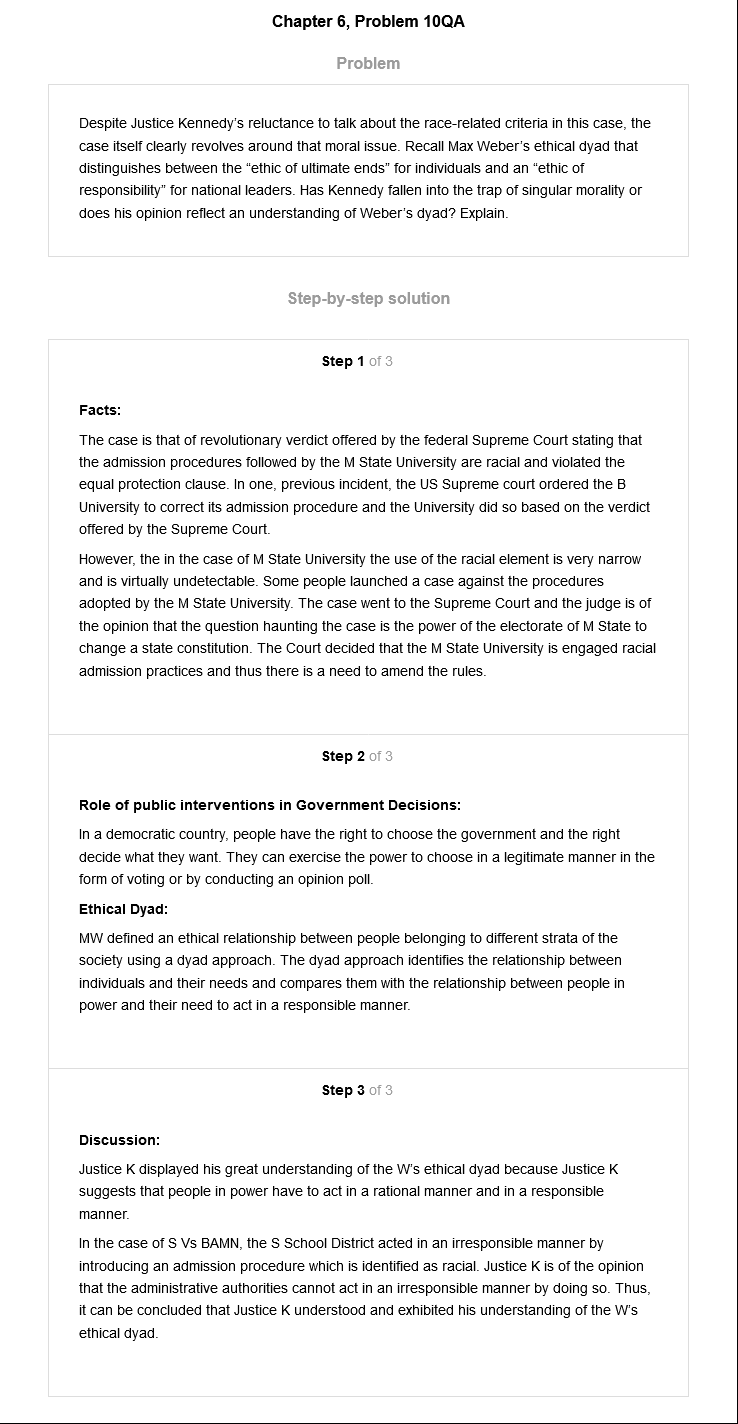 Chapter 6, Problem 10QA
Problem
Despite Justice Kennedy’s reluctance to talk about the race-related criteria in this case, the
case itself clearly revolves around that moral issue. Recall Max Weber’s ethical dyad that
distinguishes between the “ethic of ultimate ends” for individuals and an “ethic of
responsibility” for national leaders. Has Kennedy fallen into the trap of singular morality or
does his opinion reflect an understanding of Weber’s dyad? Explain.
Step-by-step solution
Step 1 of 3
Facts:
The case is that of revolutionary verdict offered by the federal Supreme Court stating that
the admission procedures followed by the M State University are racial and violated the
equal protection clause. In one, previous incident, the US Supreme court ordered the B
University to correct its admission procedure and the University did so based on the verdict
offered by the Supreme Court.
However, the in the case of M State University the use of the racial element is very narrow
and is virtually undetectable. Some people launched a case against the procedures
adopted by the M State University. The case went to the Supreme Court and the judge is of
the opinion that the question haunting the case is the power of the electorate of M State to
change a state constitution. The Court decided that the M State University is engaged racial
admission practices and thus there is a need to amend the rules.
Step 2 of 3
Role of public interventions in Government Decisions:
In a democratic country, people have the right to choose the government and the right
decide what they want. They can exercise the power to choose in a legitimate manner in the
form of voting or by conducting an opinion poll.
Ethical Dyad:
MW defined an ethical relationship between people belonging to different strata of the
society using a dyad approach. The dyad approach identifies the relationship between
individuals and their needs and compares them with the relationship between people in
power and their need to act in a responsible manner.
Step 3 of 3
Discussion:
Justice K displayed his great understanding of the W’s ethical dyad because Justice K
suggests that people in power have to act in a rational manner and in a responsible
manner.
In the case of S Vs BAMN, the S School District acted in an irresponsible manner by
introducing an admission procedure which is identified as racial. Justice K is of the opinion
that the administrative authorities cannot act in an irresponsible manner by doing so. Thus,
it can be concluded that Justice K understood and exhibited his understanding of the W’s
ethical dyad.